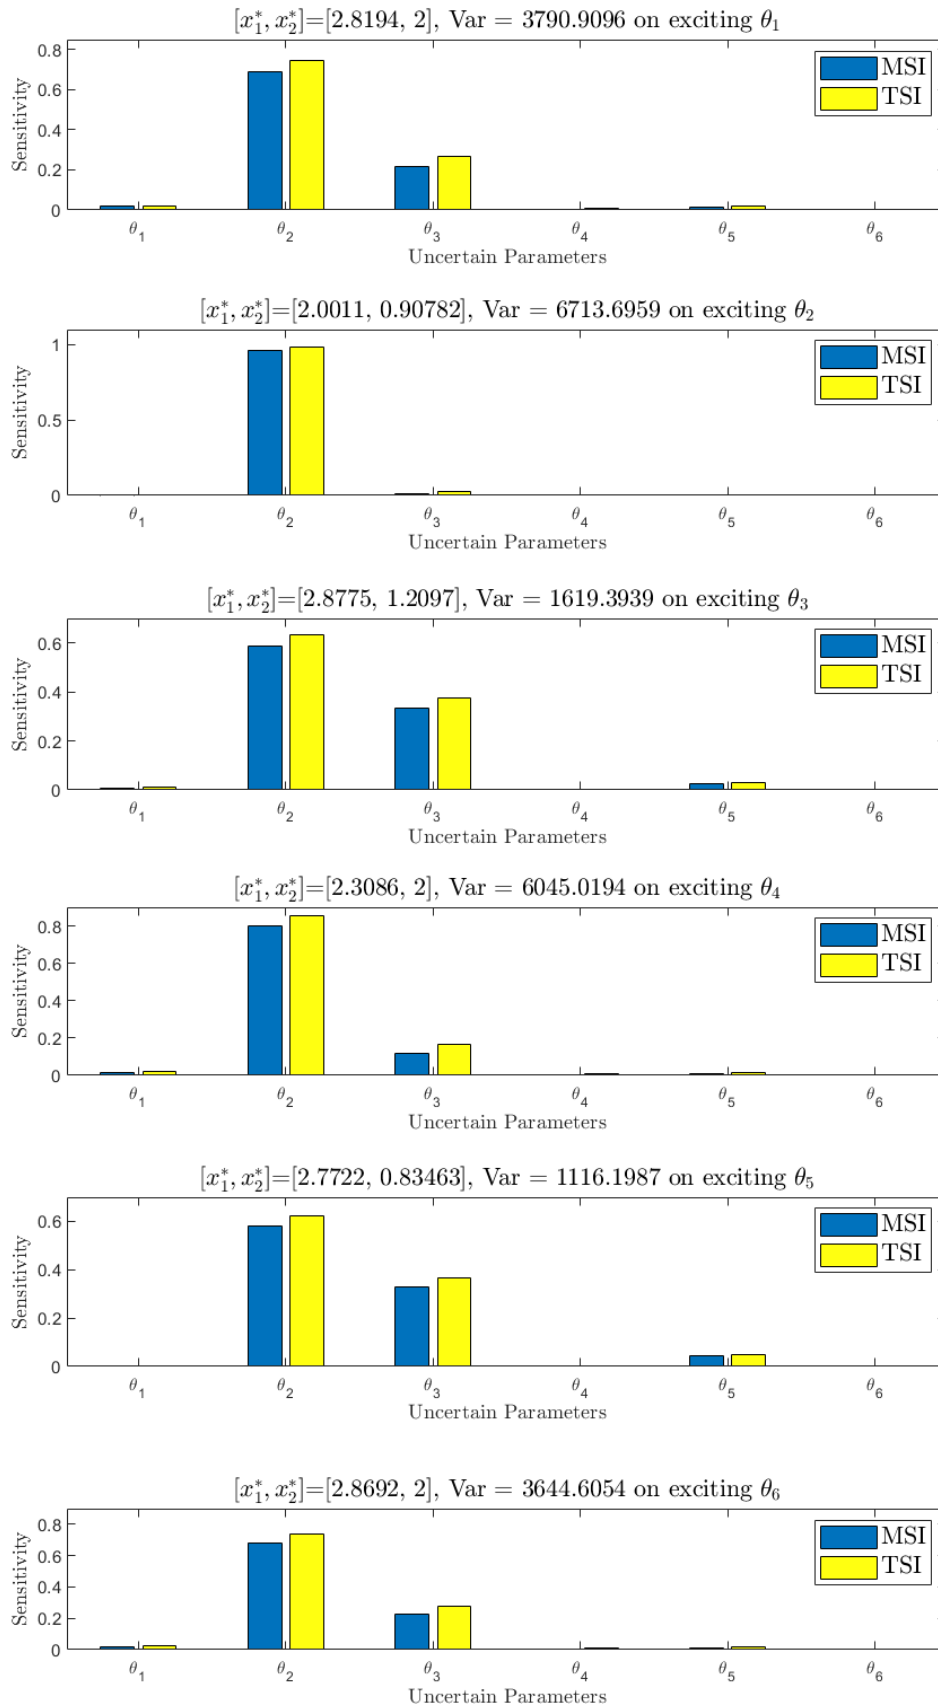 [x₁*, x₂*]=[2.8194, 2], Var = 3790.9096 on exciting θ₁
0.8
0.6
0.4
0.2
0
Sensitivity
MSI
TSI
θ₁ θ₂ θ₃ θ₄ θ₅ θ₆
Uncertain Parameters
[x₁*, x₂*]=[2.0011, 0.90782], Var = 6713.6959 on exciting θ₂
1
0.5
0
Sensitivity
MSI
TSI
θ₁ θ₂ θ₃ θ₄ θ₅ θ₆
Uncertain Parameters
[x₁*, x₂*]=[2.8775, 1.2097], Var = 1619.3939 on exciting θ₃
0.6
0.4
0.2
0
Sensitivity
MSI
TSI
θ₁ θ₂ θ₃ θ₄ θ₅ θ₆
Uncertain Parameters
[x₁*, x₂*]=[2.3086, 2], Var = 6045.0194 on exciting θ₄
0.8
0.6
0.4
0.2
0
Sensitivity
MSI
TSI
θ₁ θ₂ θ₃ θ₄ θ₅ θ₆
Uncertain Parameters
[x₁*, x₂*]=[2.7722, 0.83463], Var = 1116.1987 on exciting θ₅
0.6
0.4
0.2
0
Sensitivity
MSI
TSI
θ₁ θ₂ θ₃ θ₄ θ₅ θ₆
Uncertain Parameters
[x₁*, x₂*]=[2.8692, 2], Var = 3644.6054 on exciting θ₆
0.8
0.6
0.4
0.2
0
Sensitivity
MSI
TSI
θ₁ θ₂ θ₃ θ₄ θ₅ θ₆
Uncertain Parameters